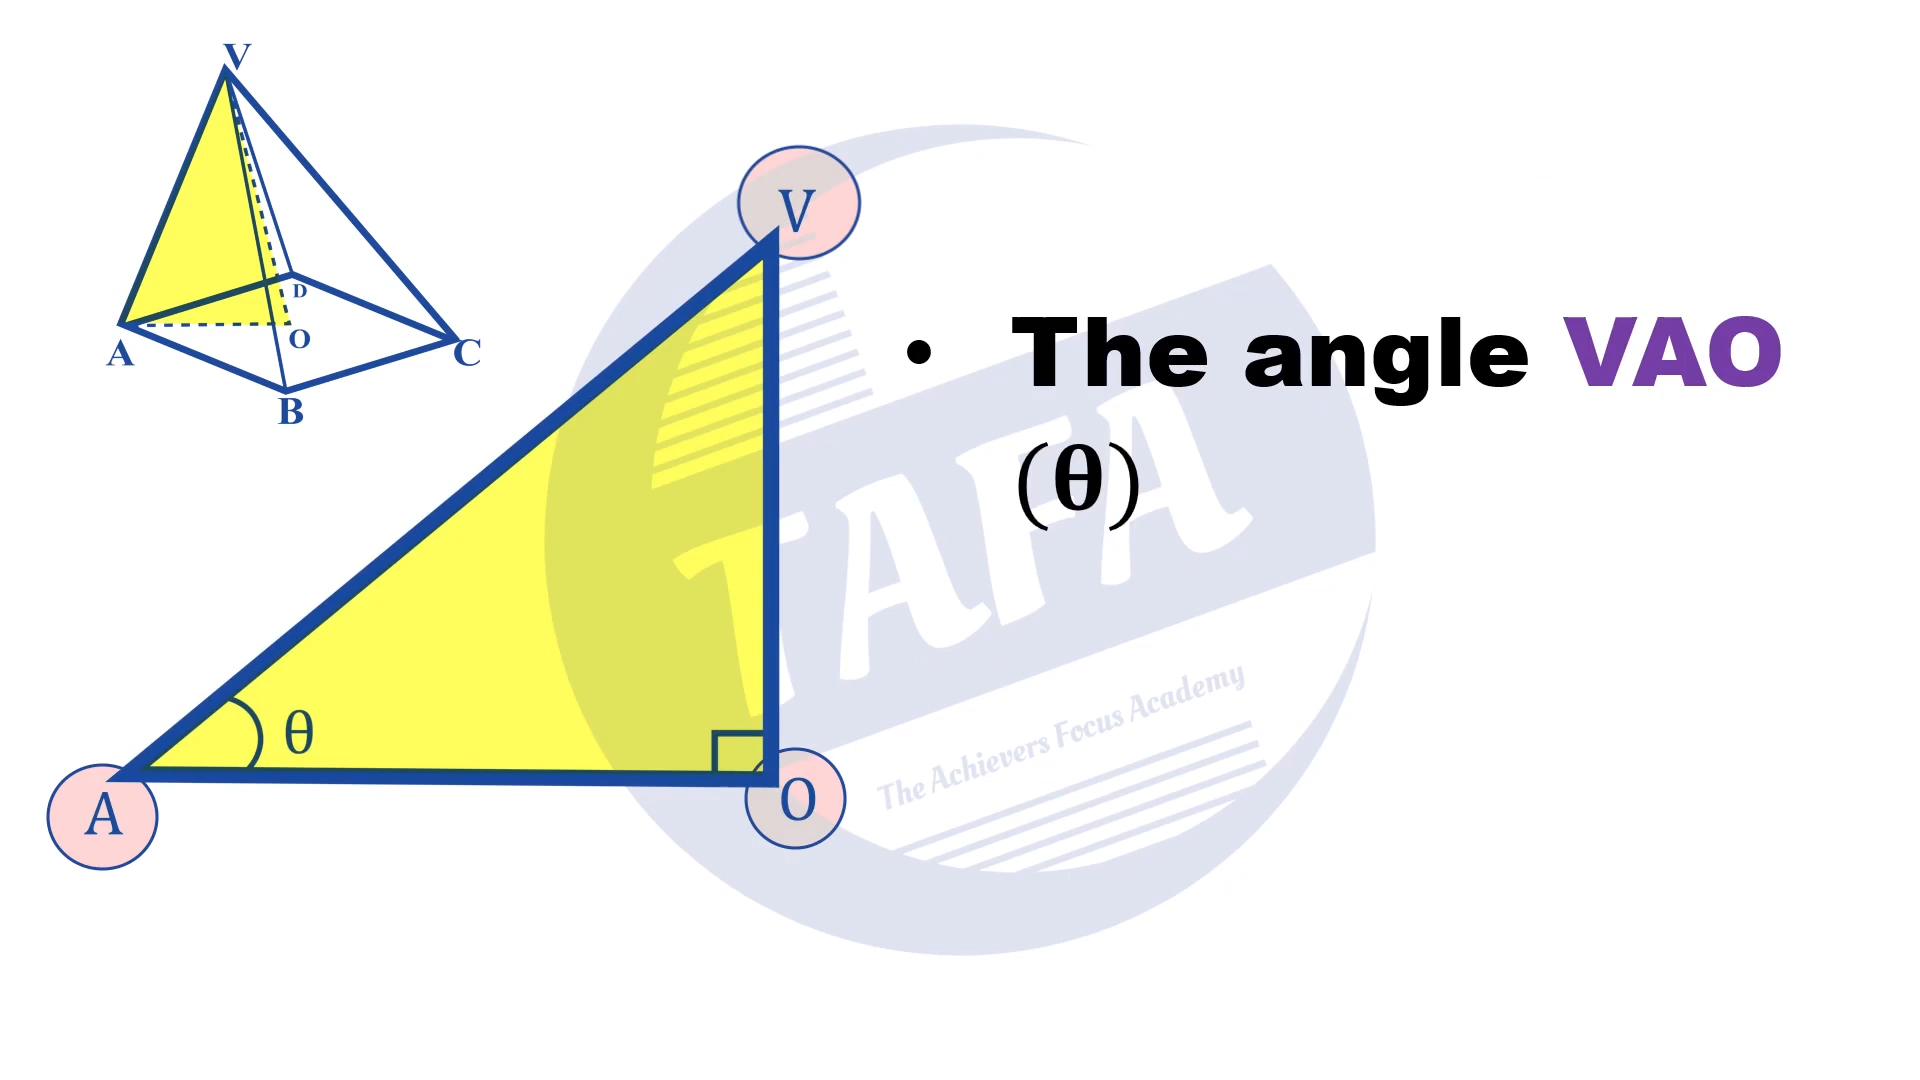 V
D
O
A
C
B
V
• The angle VAO
(θ)
TAFA
The Achievers Focus Academy
θ
A
O